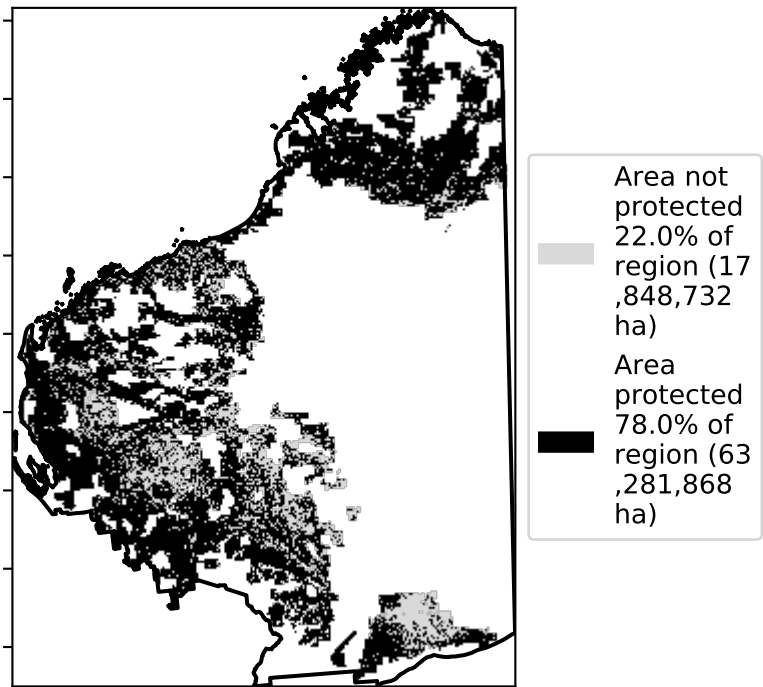 Area not
protected
22.0% of
region (17
,848,732
ha)
Area
protected
78.0% of
region (63
,281,868
ha)